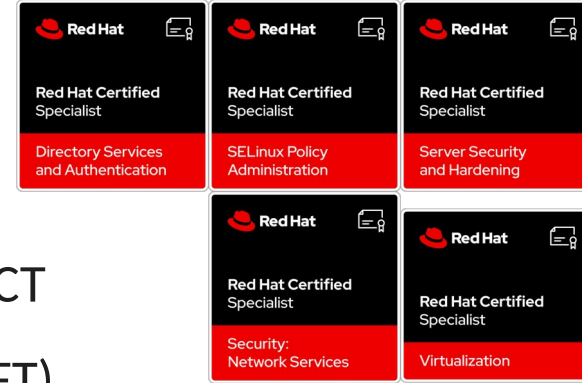 Red Hat
Red Hat Certified
Specialist
Directory Services
and Authentication
Red Hat
Red Hat Certified
Specialist
SELinux Policy
Administration
Red Hat
Red Hat Certified
Specialist
Server Security
and Hardening
Red Hat
Red Hat Certified
Specialist
Security:
Network Services
Red Hat
Red Hat Certified
Specialist
Virtualization
CT
ET)